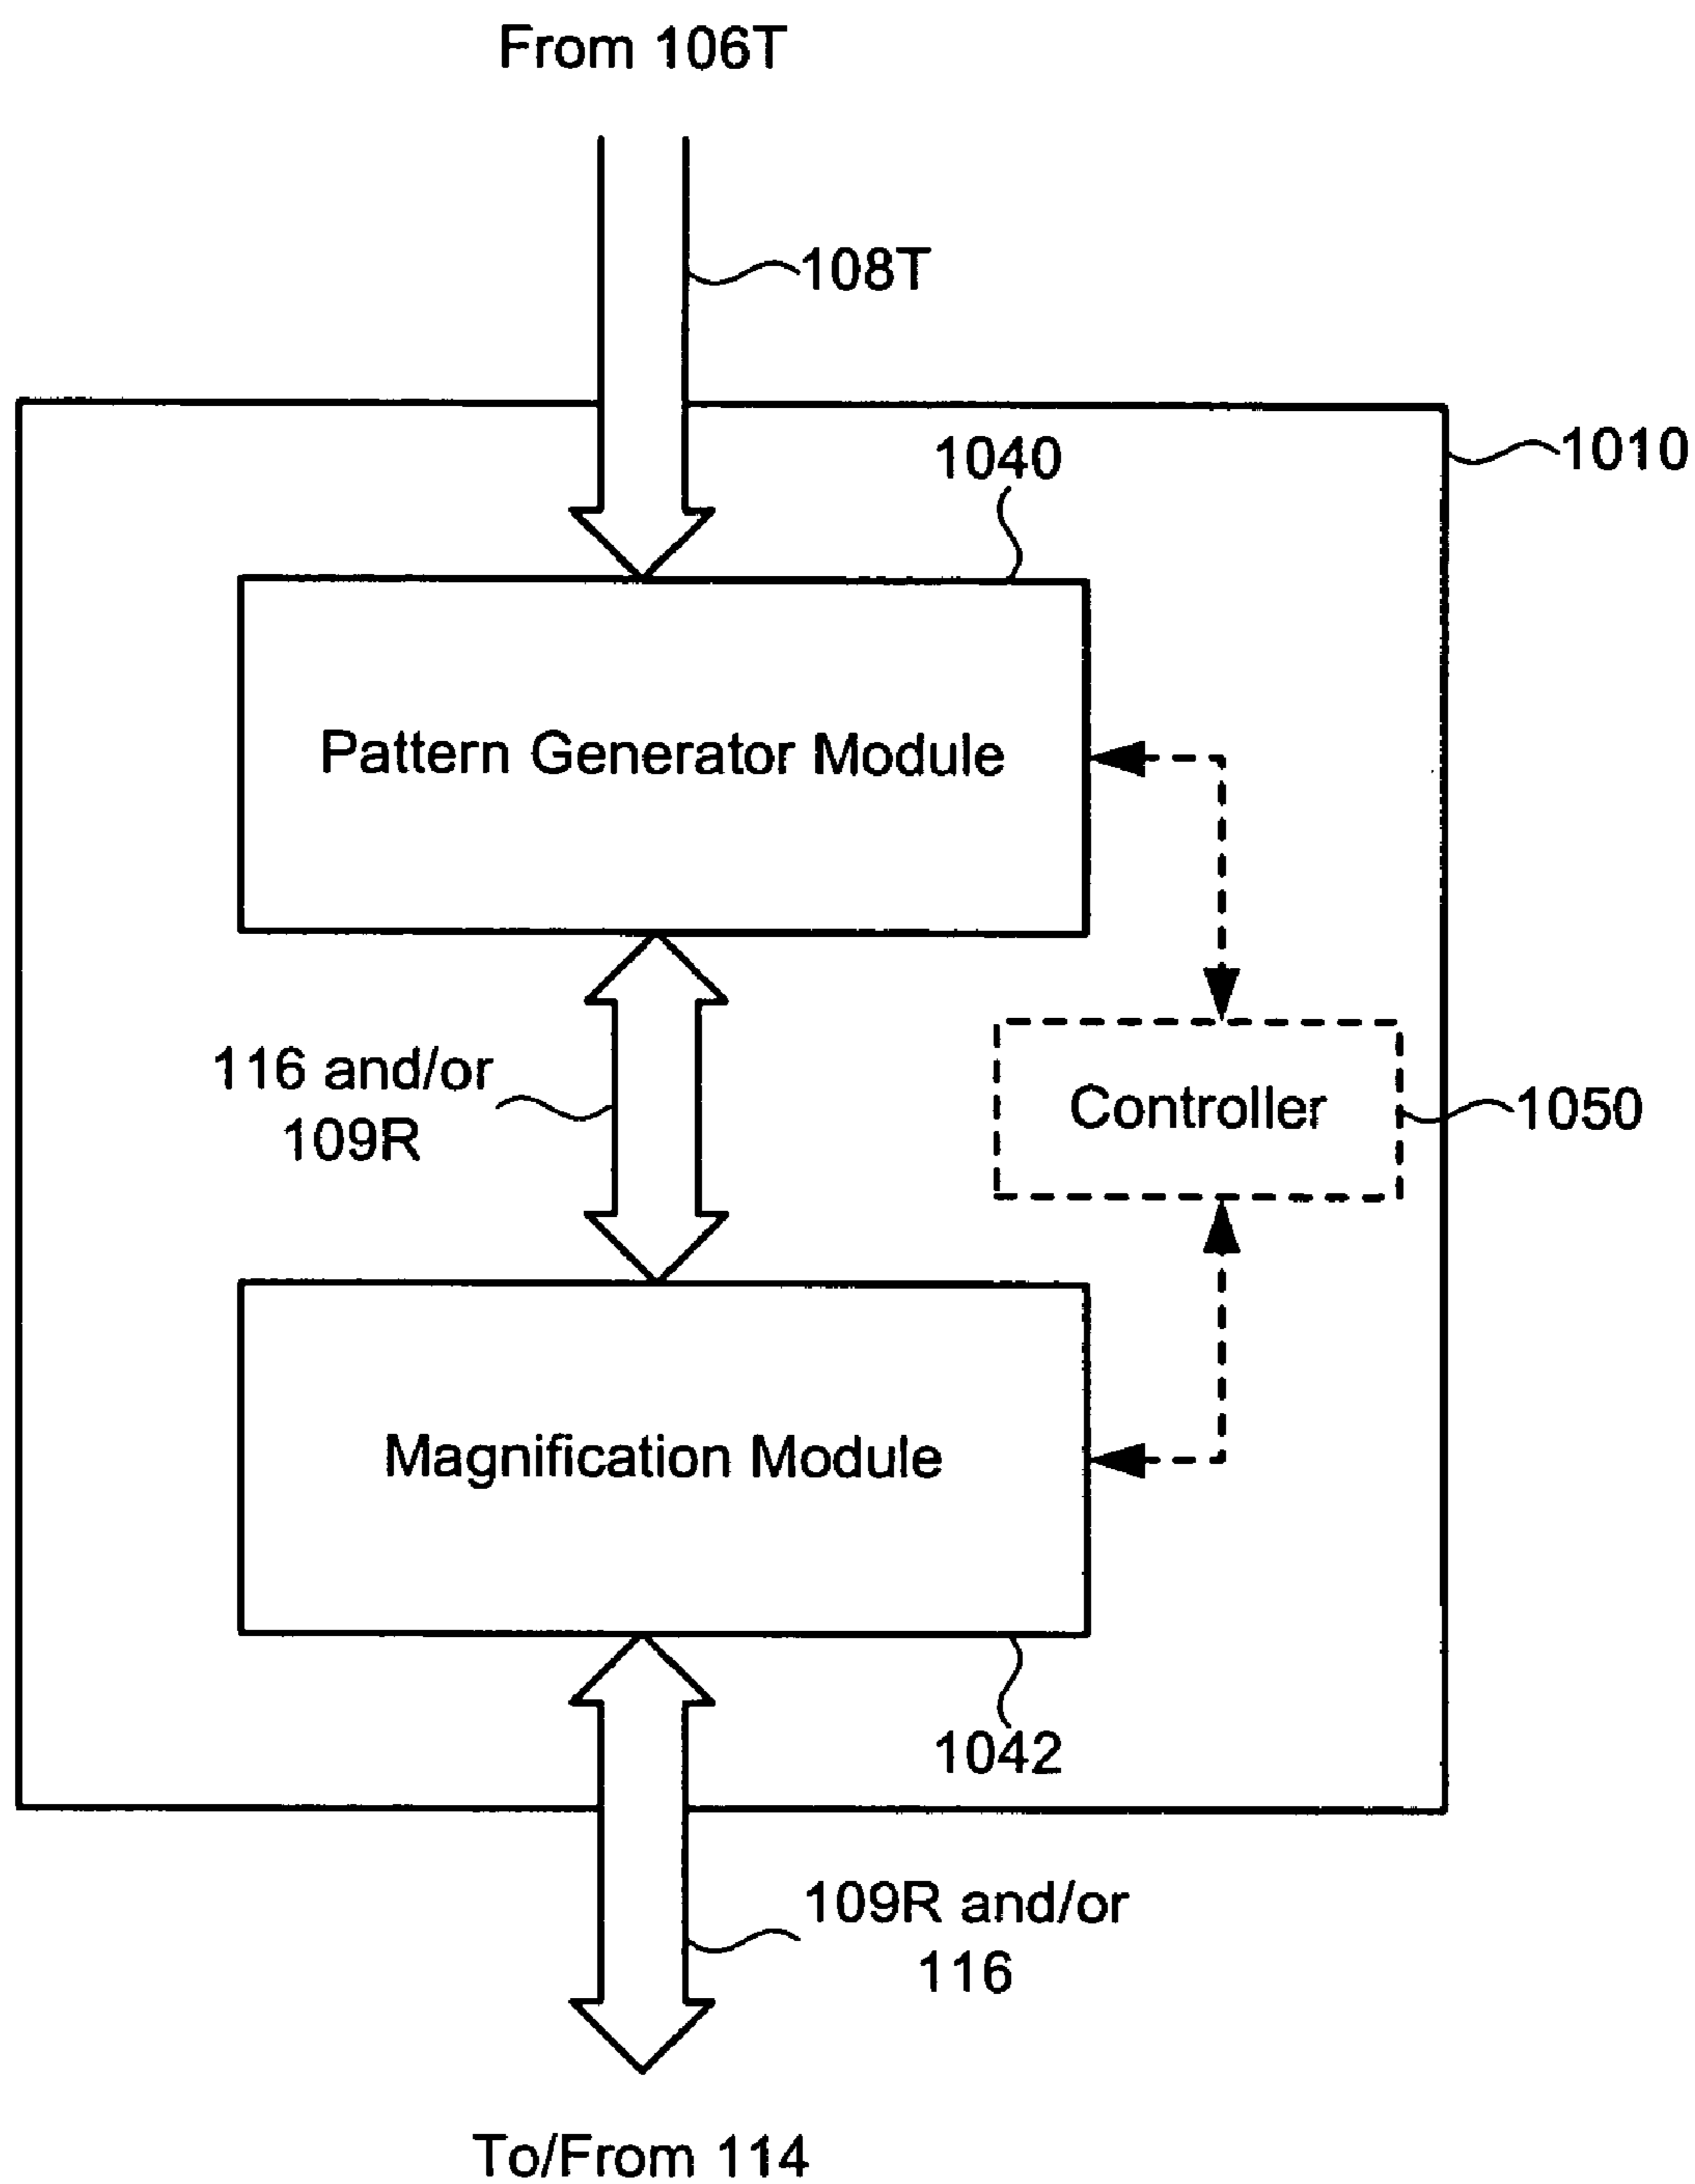 From 106T
108T
1010
1040
Pattern Generator Module
116 and/or
109R
Controller
1050
Magnification Module
1042
109R and/or
116
To/From 114